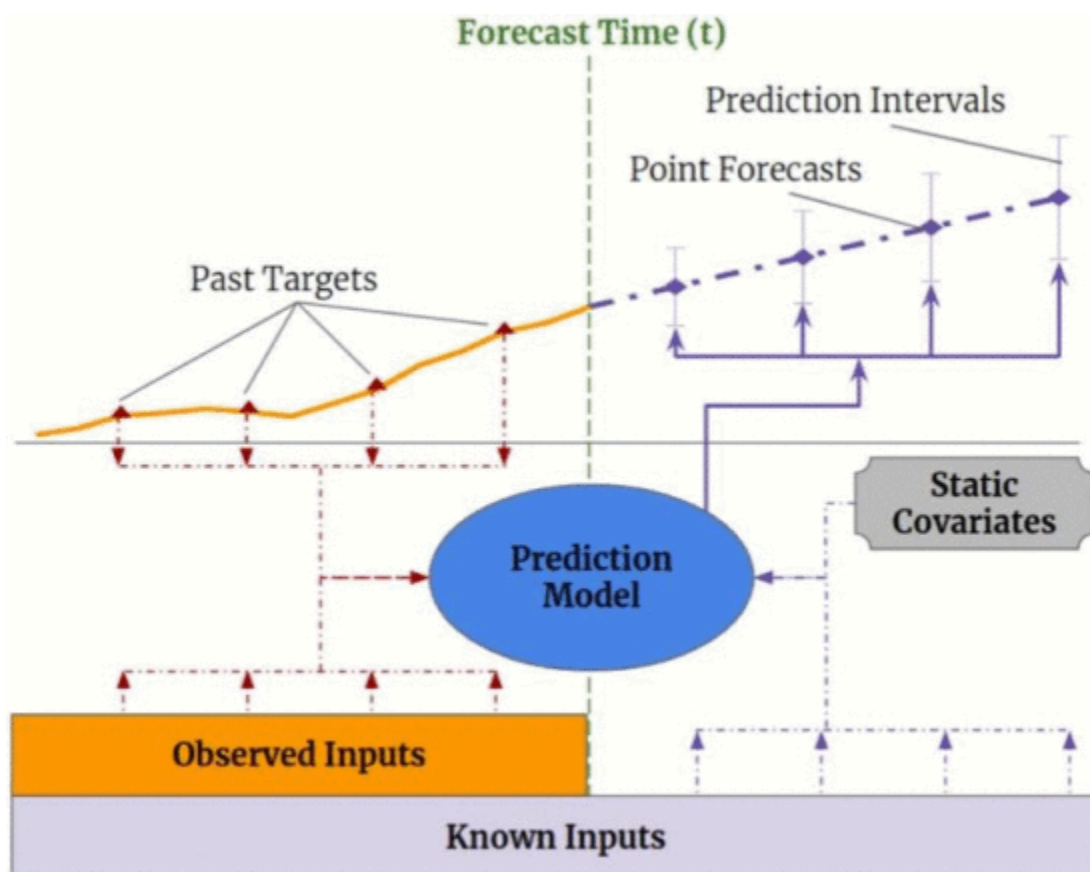 Forecast Time (t)
Prediction Intervals
Point Forecasts
Past Targets
Static
Covariates
Prediction
Model
Observed Inputs
Known Inputs